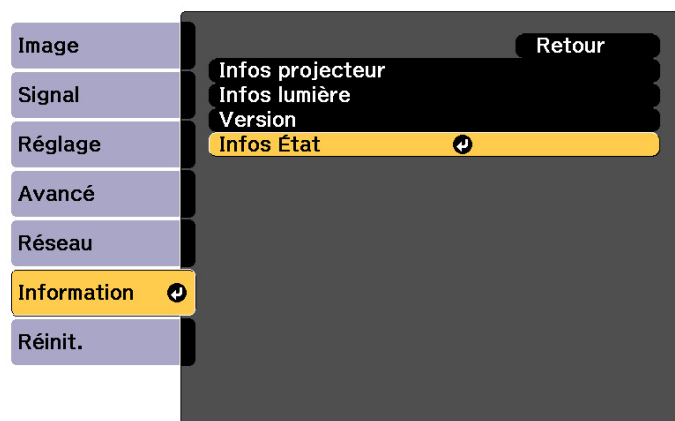 Image
Signal
Réglage
Avancé
Réseau
Information
Réinit.
Retour
Infos projecteur
Infos lumière
Version
Infos État